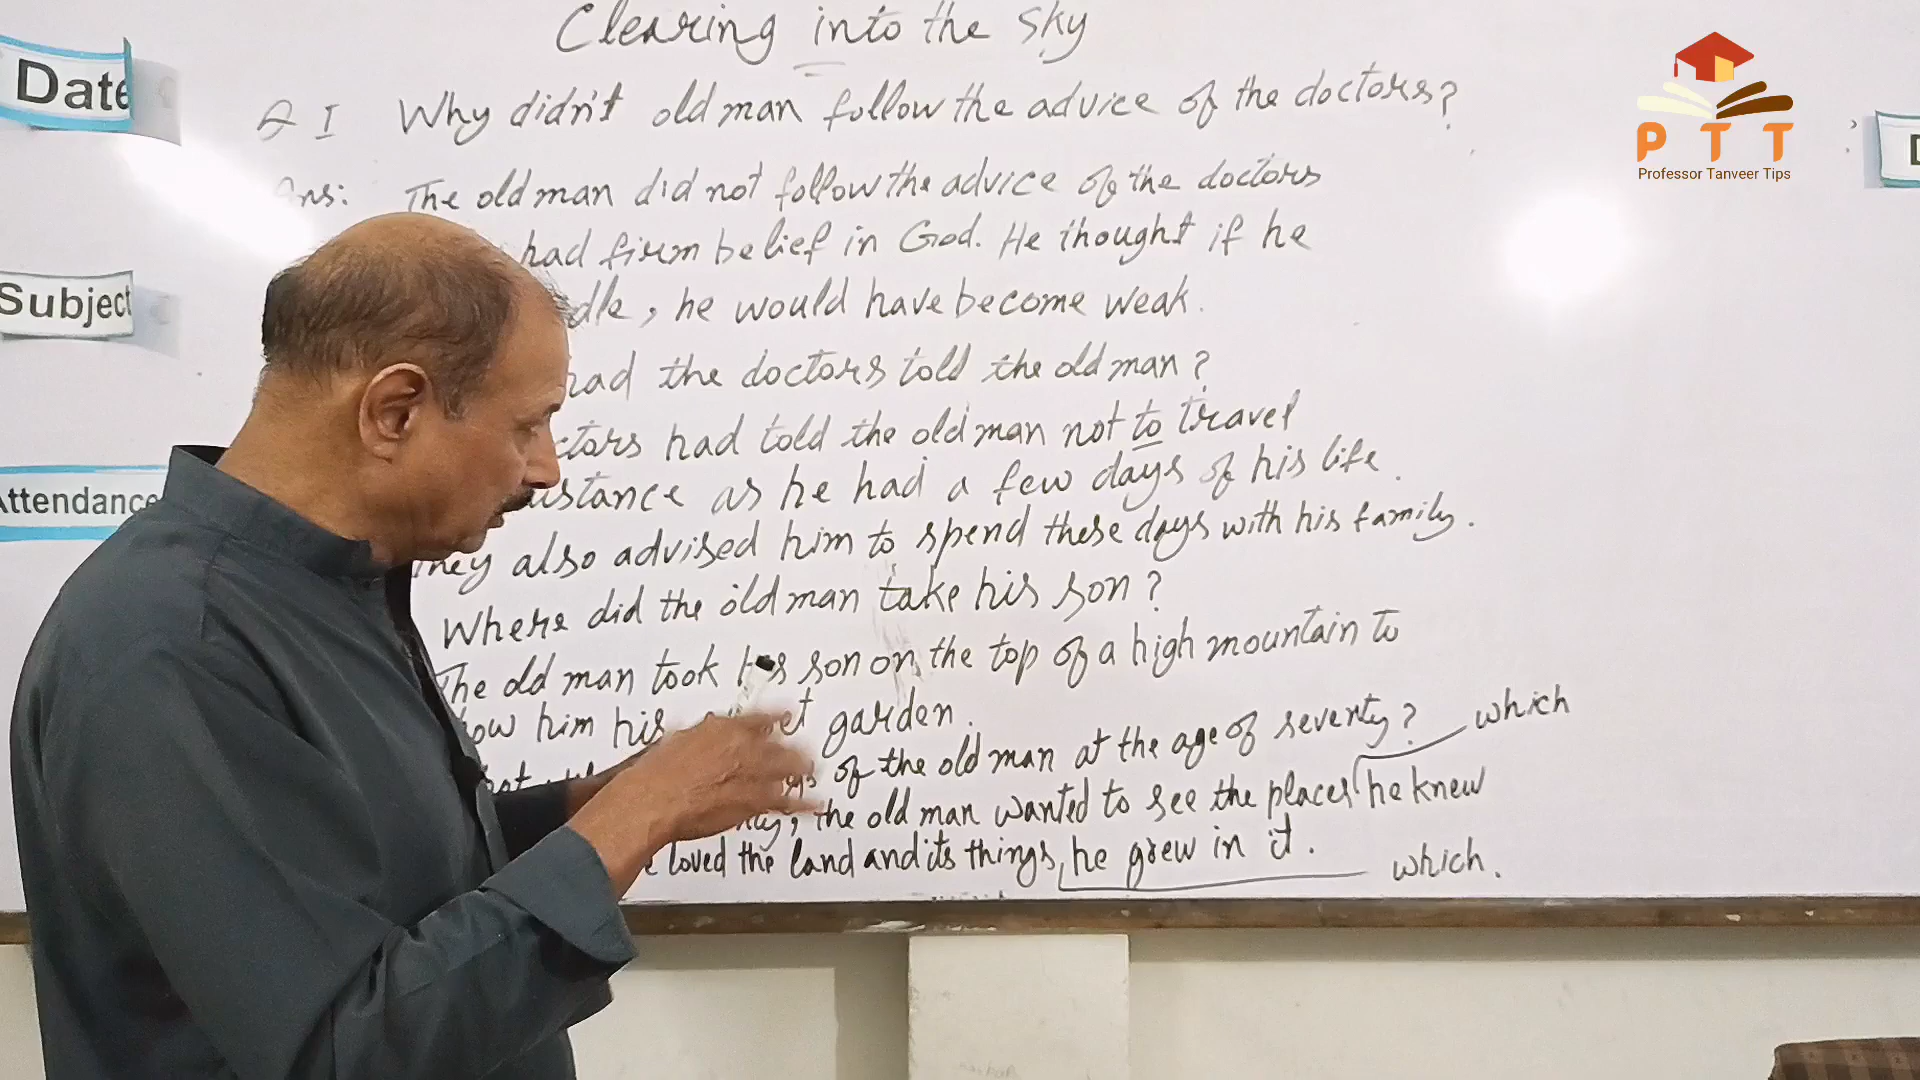 Clearing into the sky
Date
Q I Why didn't old man follow the advice of the doctors?
P T T
Professor Tanveer Tips
Ans: The old man did not follow the advice of the doctors
had firm belief in God. He thought if he
Subject
dle, he would have become weak.
had the doctors told the old man?
ctors had told the old man not to travel
Attendance
istance as he had a few days of his life.
They also advised him to spend these days with his family.
Where did the old man take his son?
The old man took his son on the top of a high mountain to
how him his garden.
of the old man at the age of seventy? which
the old man wanted to see the places he knew
loved the land and its things, he grew in it. which.